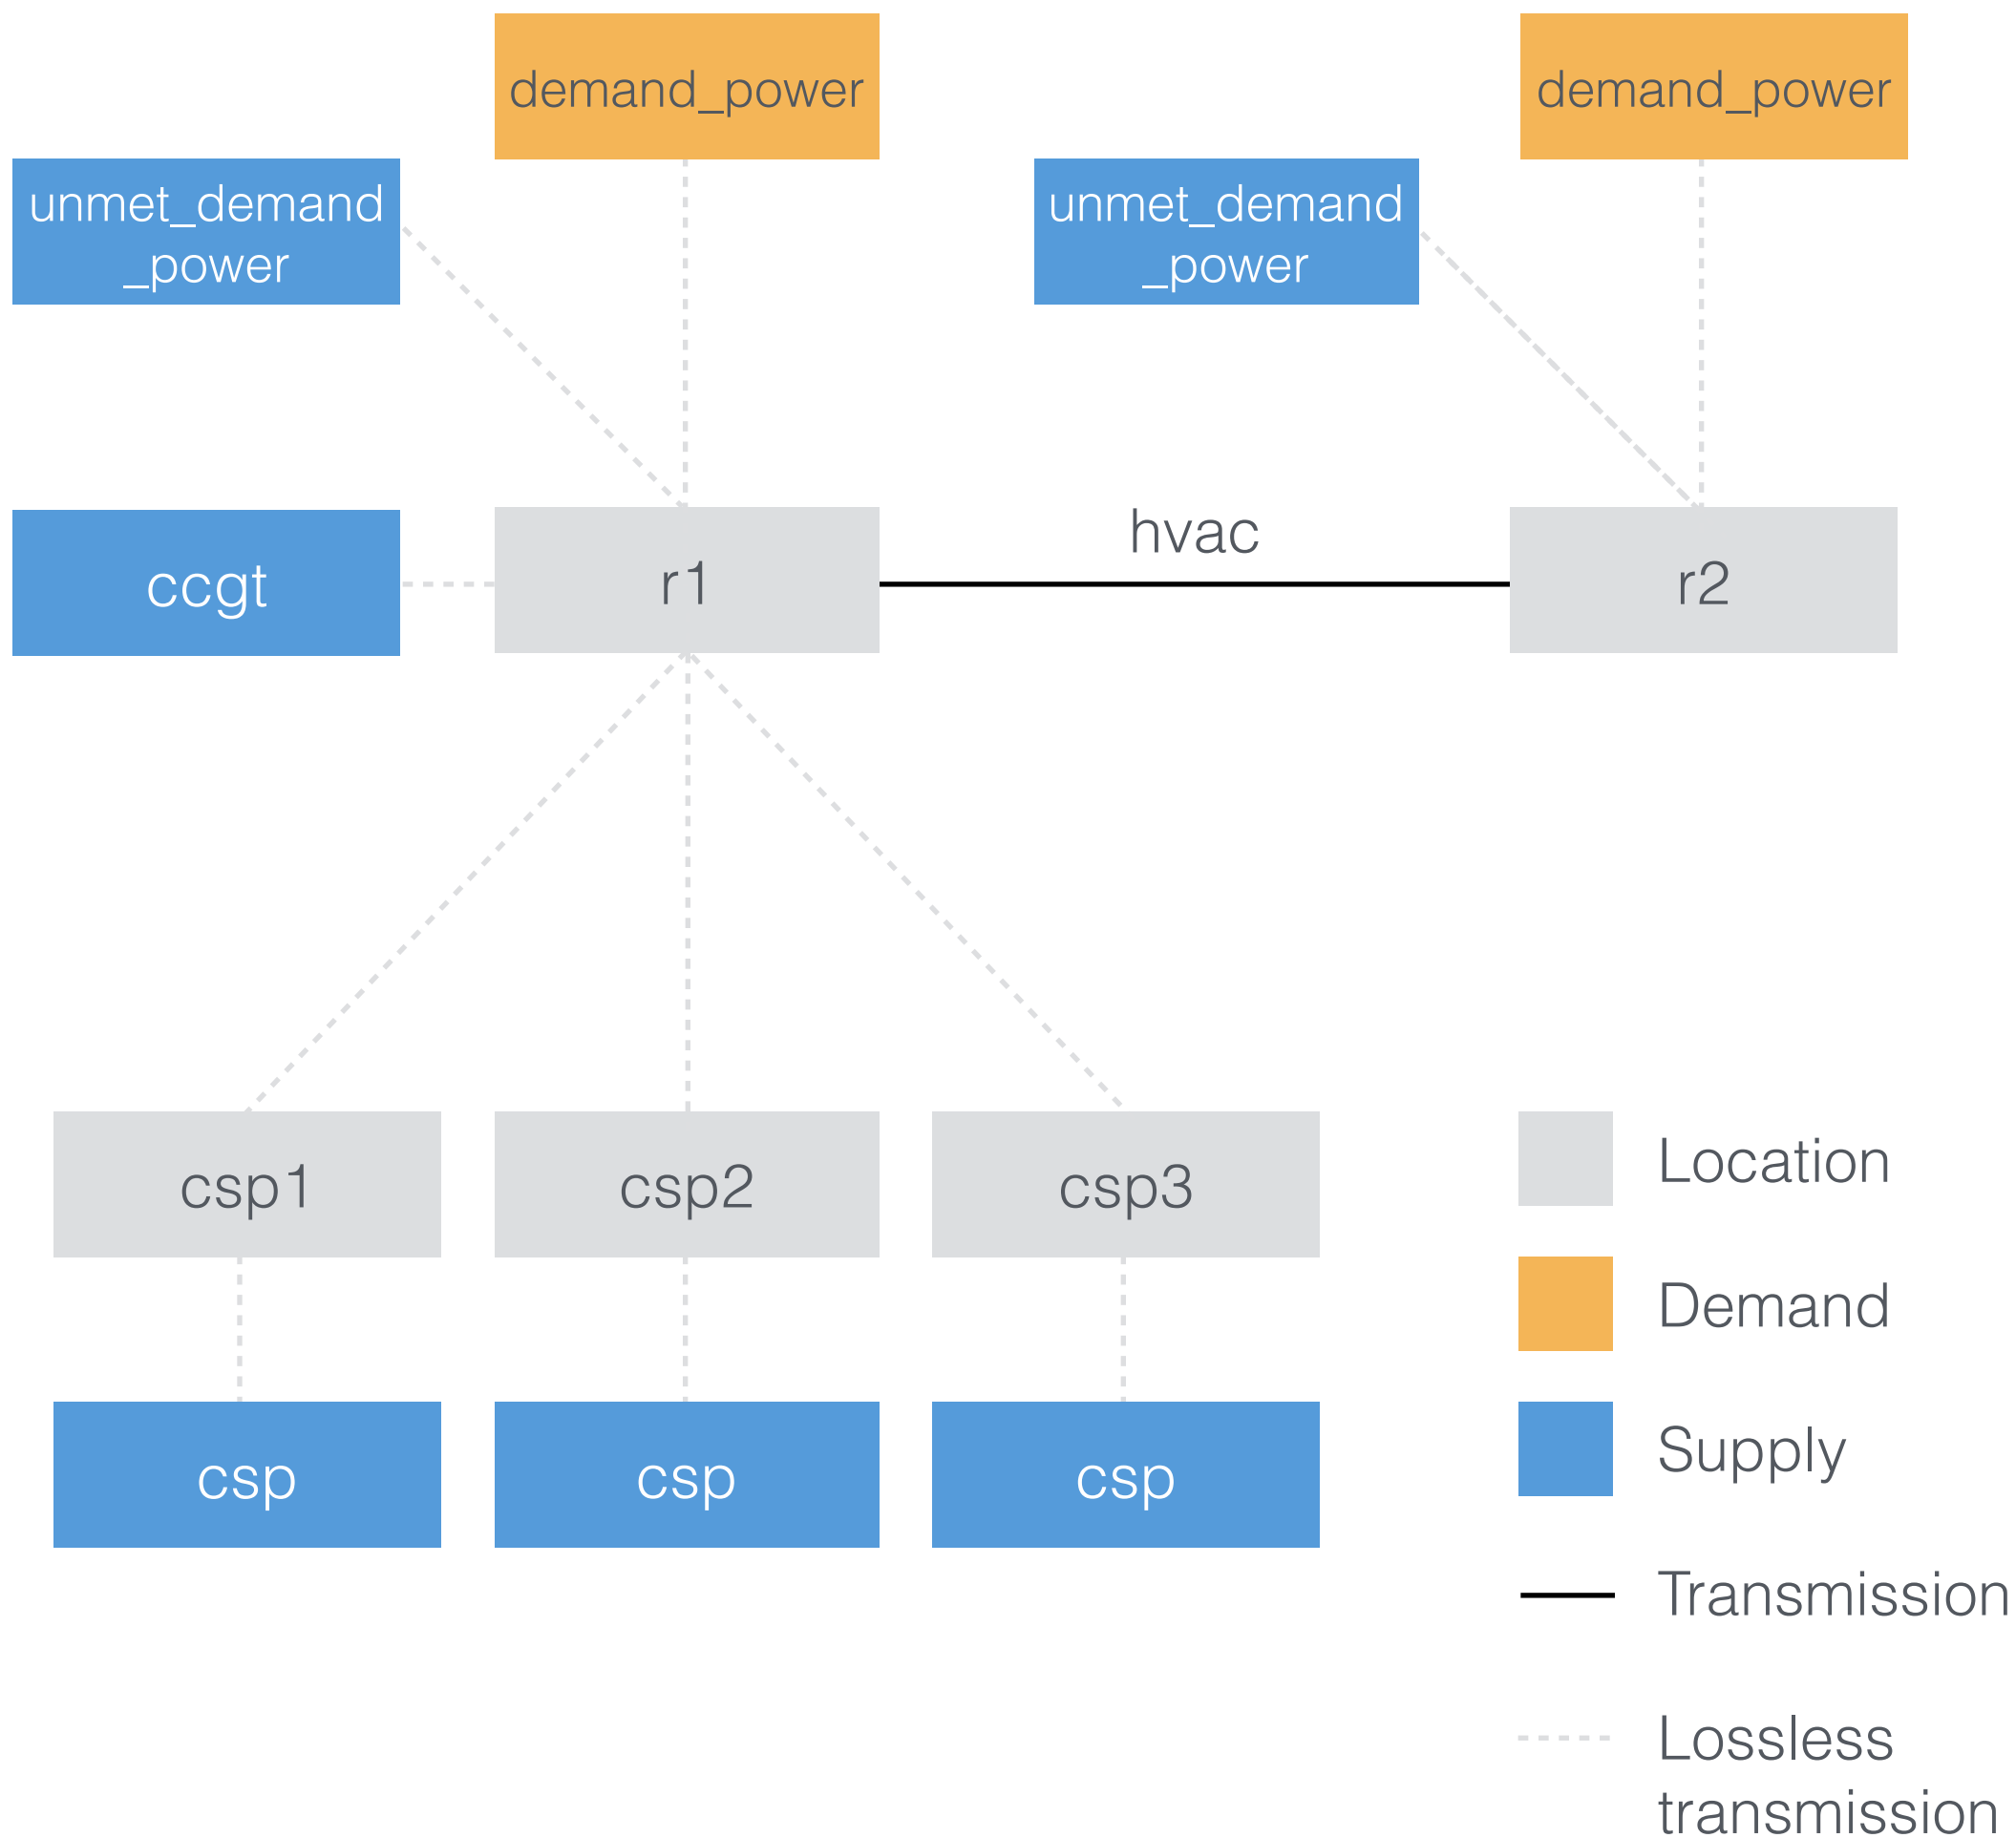 demand_power
demand_power
unmet_demand
_power
unmet_demand
_power
hvac
ccgt
r1
r2
csp1
csp2
csp3
Location
Demand
csp
csp
csp
Supply
Transmission
Lossless
transmission